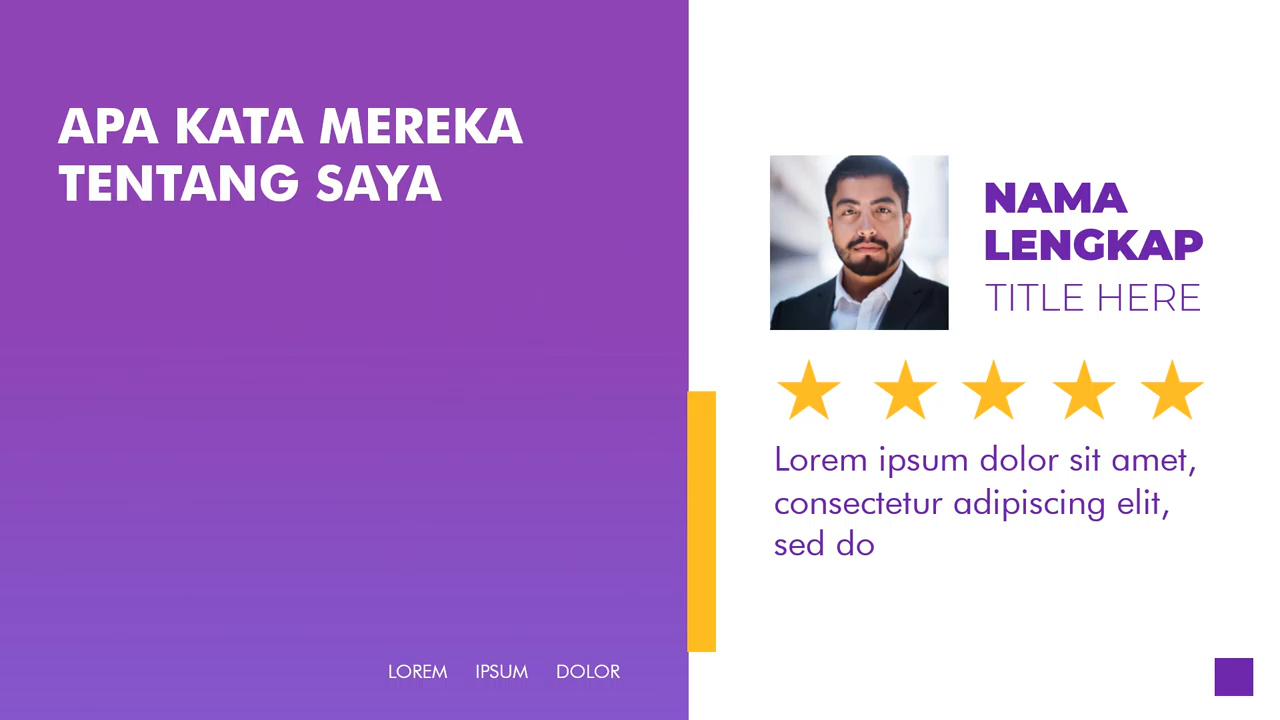 APA KATA MEREKA
TENTANG SAYA
NAMA
LENGKAP
TITLE HERE
Lorem ipsum dolor sit amet,
consectetur adipiscing elit,
sed do
LOREM IPSUM DOLOR